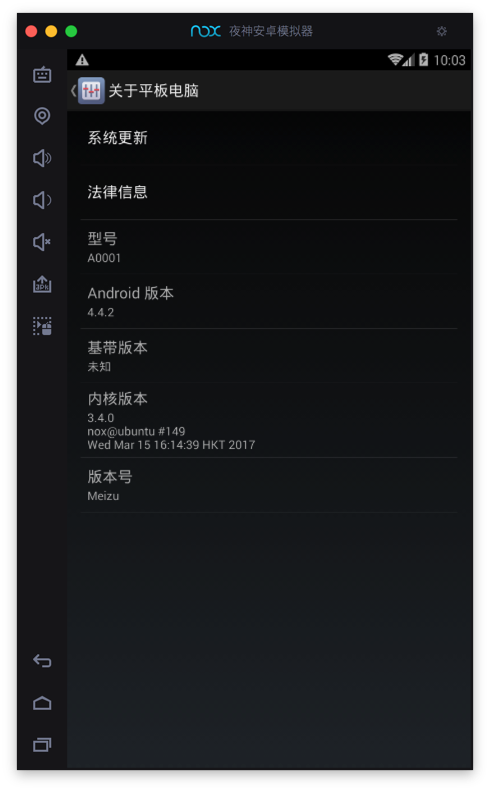 nox 夜神安卓模拟器
10:03
关于平板电脑
系统更新
法律信息
型号
A0001
Android 版本
4.4.2
基带版本
未知
内核版本
3.4.0
nox@ubuntu #149
Wed Mar 15 16:14:39 HKT 2017
版本号
Meizu